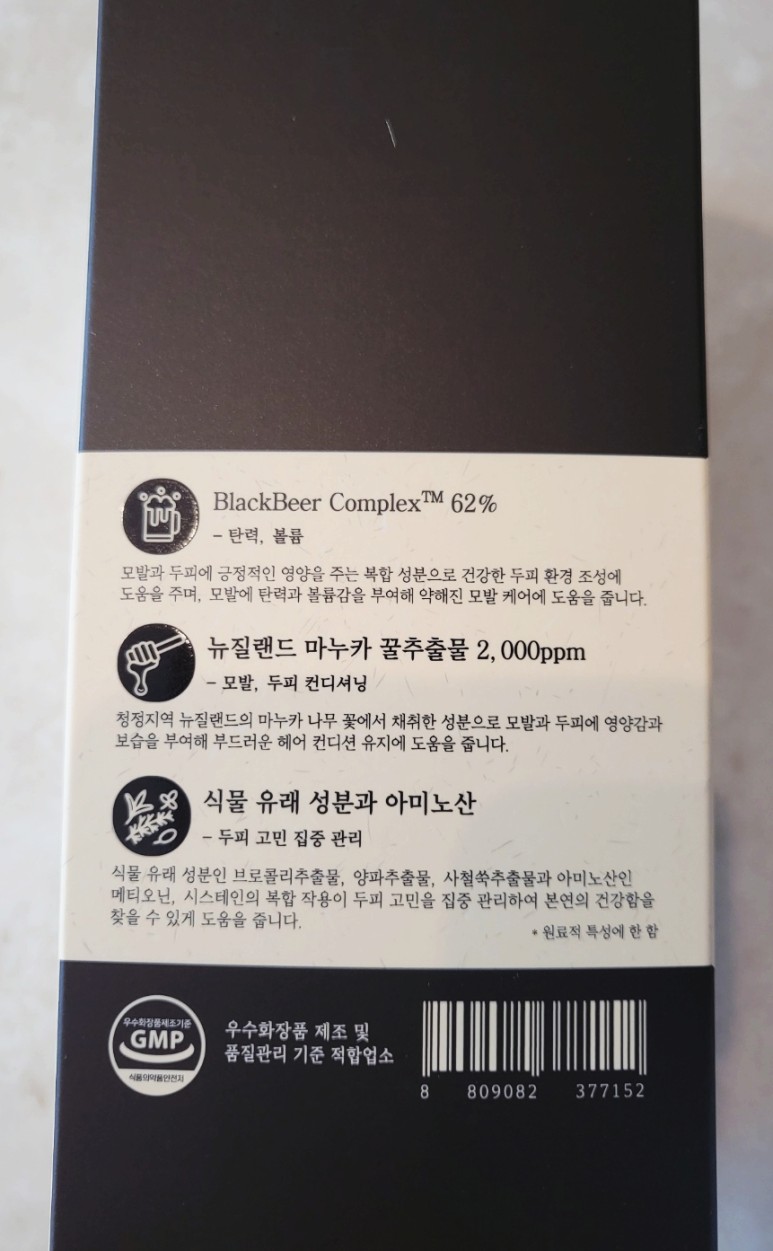 BlackBeer Complex™ 62%
- 탄력, 볼륨
모발과 두피에 긍정적인 영양을 주는 복합 성분으로 건강한 두피 환경 조성에
도움을 주며, 모발에 탄력과 볼륨감을 부여해 약해진 모발 케어에 도움을 줍니다.
뉴질랜드 마누카 꿀추출물 2,000ppm
- 모발, 두피 컨디셔닝
청정지역 뉴질랜드의 마누카 나무 꽃에서 채취한 성분으로 모발과 두피에 영양감과
보습을 부여해 부드러운 헤어 컨디션 유지에 도움을 줍니다.
식물 유래 성분과 아미노산
- 두피 고민 집중 관리
식물 유래 성분인 브로콜리추출물, 양파추출물, 사철쑥추출물과 아미노산인
메티오닌, 시스테인의 복합 작용이 두피 고민을 집중 관리하여 본연의 건강함을
찾을 수 있게 도움을 줍니다.
* 원료적 특성에 한 함
우수화장품제조기준
GMP
식품의약품안전처
우수화장품 제조 및
품질관리 기준 적합업소
8 809082 377152